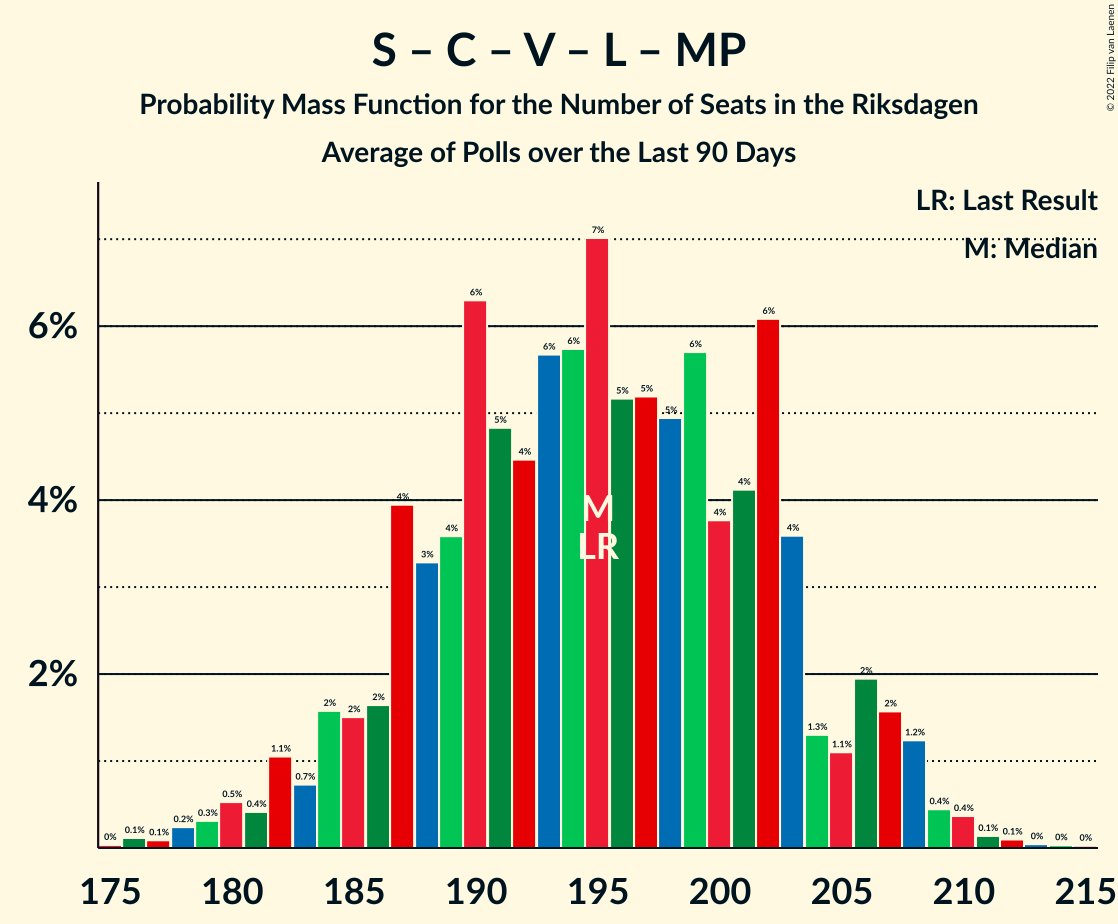 S – C – V – L – MP
Probability Mass Function for the Number of Seats in the Riksdagen
Average of Polls over the Last 90 Days
© 2022 Filip van Laenen
LR: Last Result
M: Median
6%
4%
2%
0% 0.1% 0.1% 0.2% 0.3% 0.5% 0.4% 1.1% 0.7% 2% 2% 2% 4% 3% 4% 6% 5% 4% 6% 6% 7% 5% 5% 5% 6% 4% 4% 6% 4% 1.3% 1.1% 2% 2% 1.2% 0.4% 0.4% 0.1% 0.1% 0% 0% 0%
M
LR
175 180 185 190 195 200 205 210 215